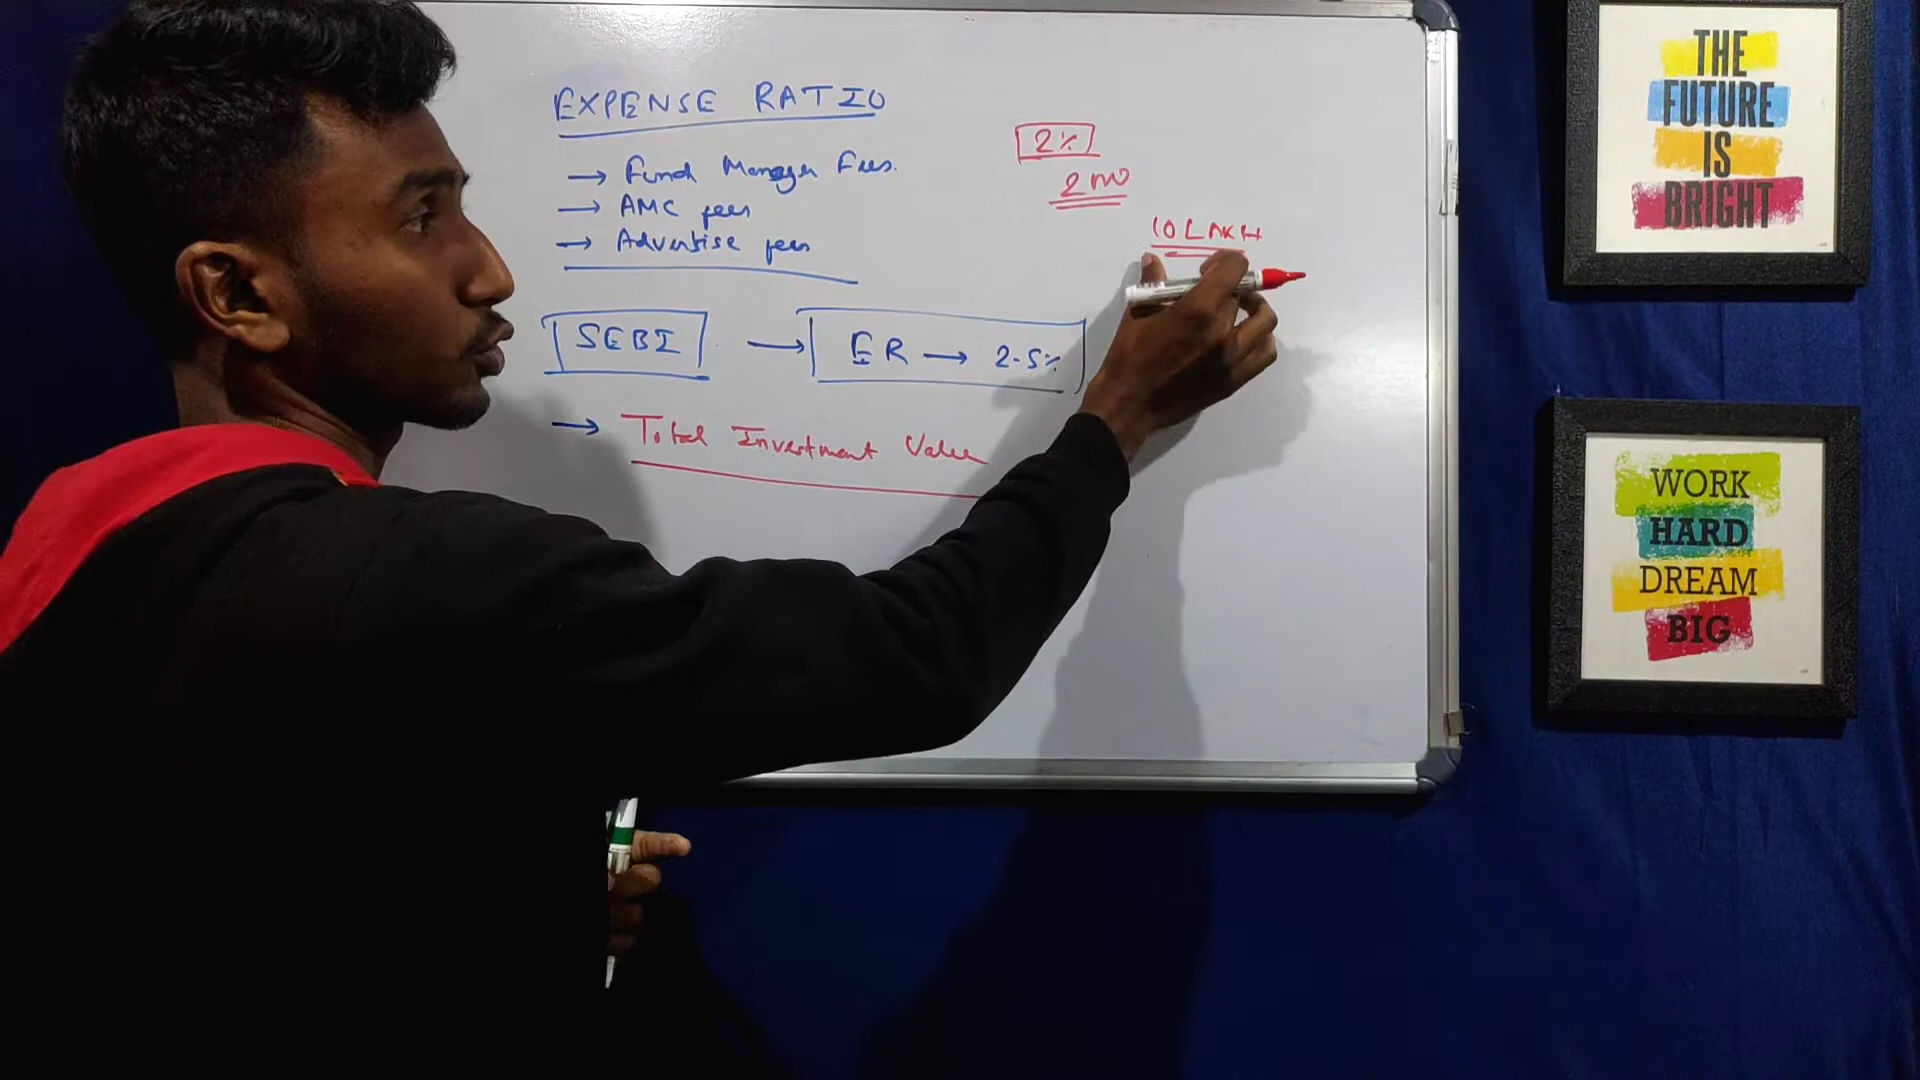 EXPENSE RATIO
→ Fund Manager Fees.
→ AMC fees
→ Advertise fees
SEBI → ER → 2.5%
→ Total Investment Value
2%
10 LAKH
THE
FUTURE
IS
BRIGHT
WORK
HARD
DREAM
BIG